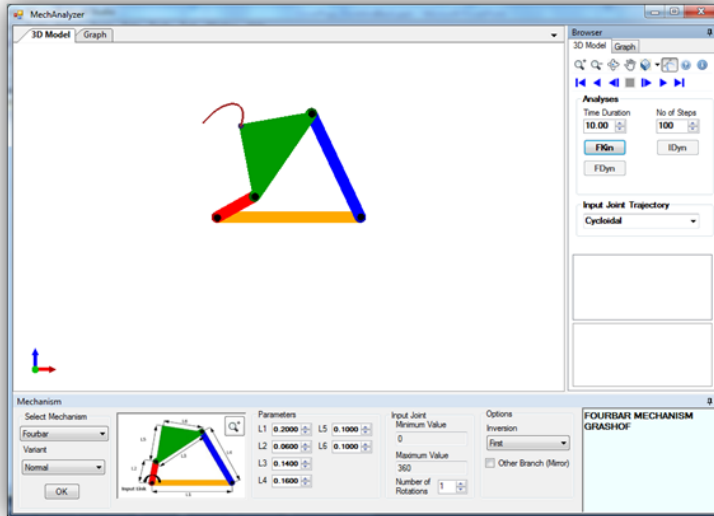 MechAnalyzer
3D Model Graph
Browser
3D Model Graph
Analyses
Time Duration No of Steps
10.00 100
FKin IDyn
FDyn
Input Joint Trajectory
Cycloidal
Mechanism
Select Mechanism
Fourbar
Variant
Normal
OK
Input Link
Parameters
L1 0.2000 L5 0.1000
L2 0.0600 L6 0.1000
L3 0.1400
L4 0.1600
Input Joint
Minimum Value
0
Maximum Value
360
Number of
Rotations 1
Options
Inversion
First
Other Branch (Mirror)
FOURBAR MECHANISM
GRASHOF